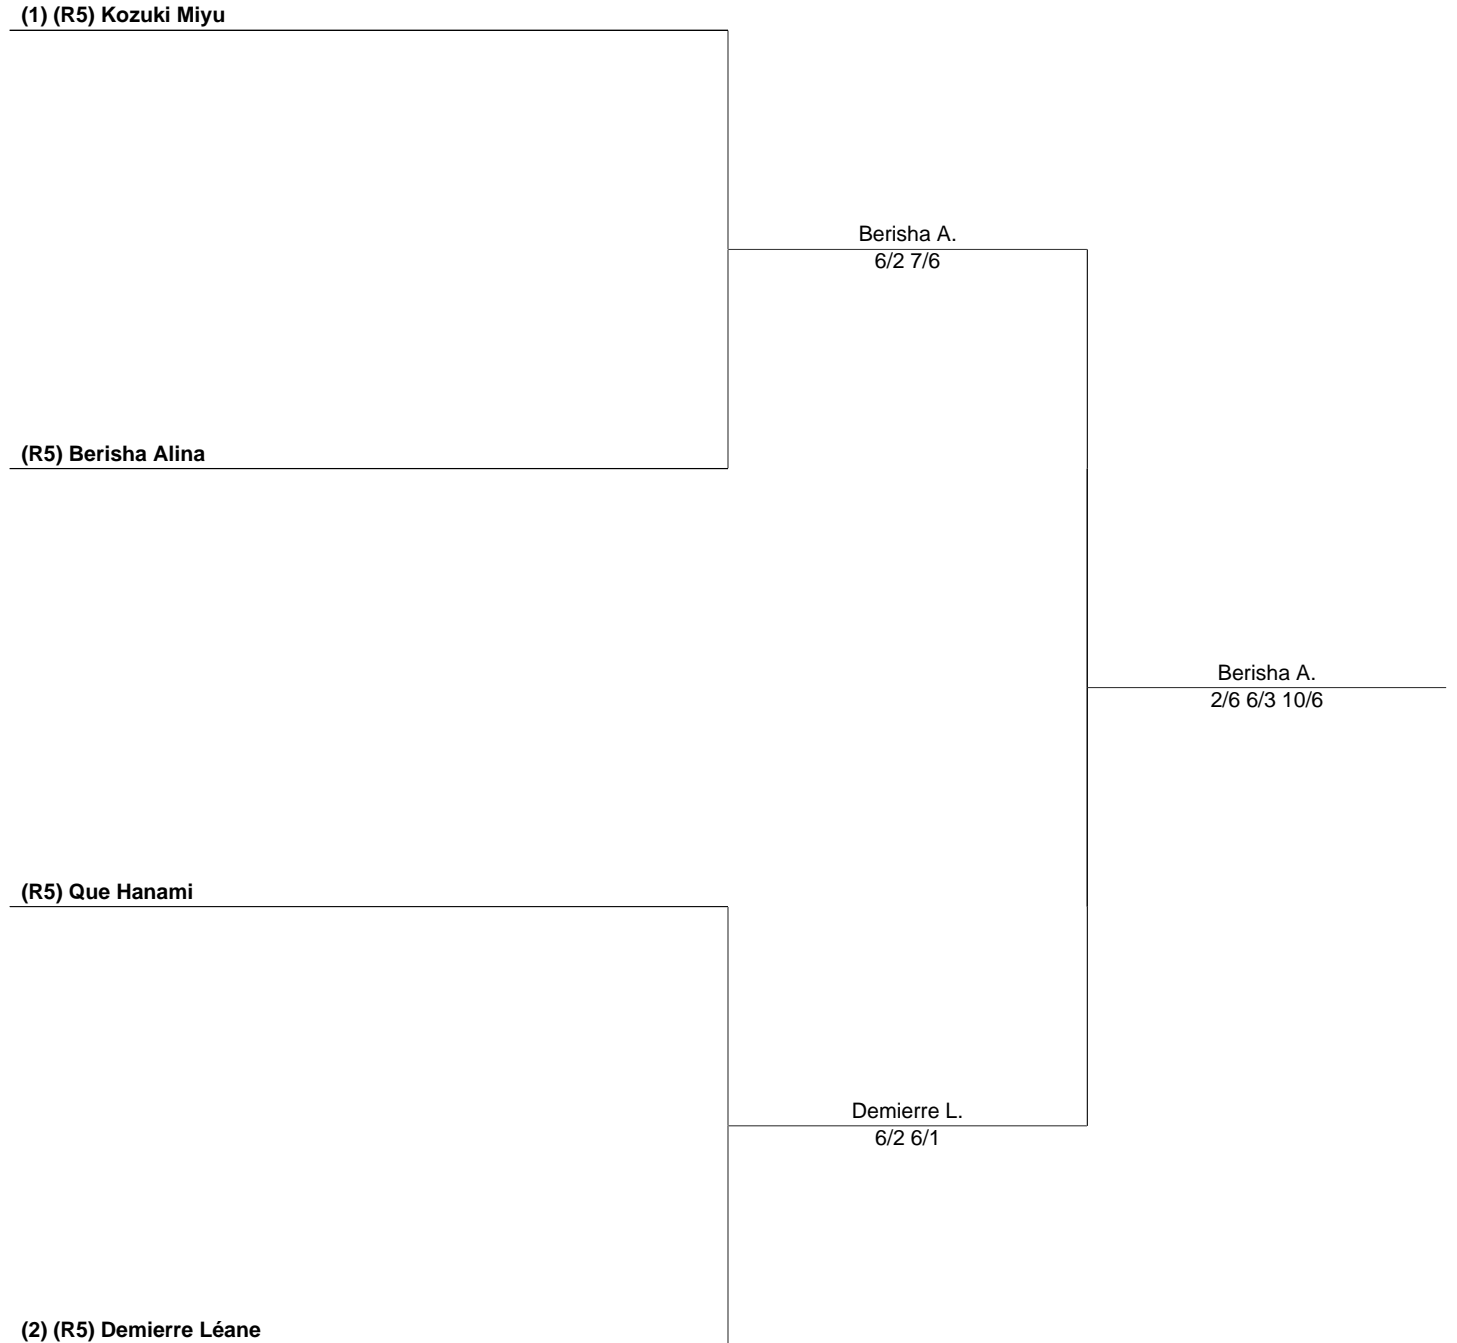 (1) (R5) Kozuki Miyu
Berisha A.
6/2 7/6
(R5) Berisha Alina
Berisha A.
2/6 6/3 10/6
(R5) Que Hanami
Demierre L.
6/2 6/1
(2) (R5) Demierre Léane